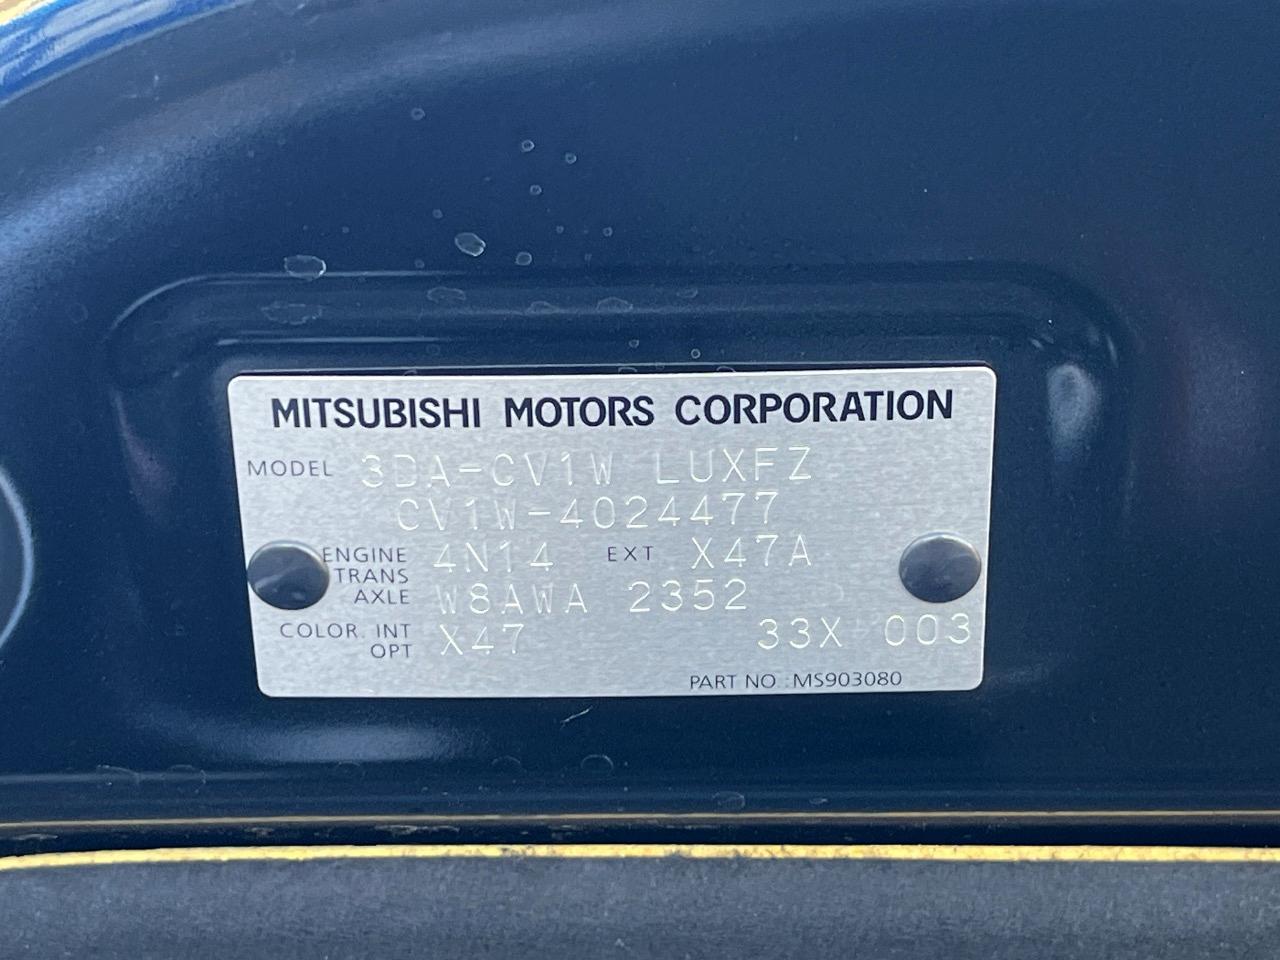 MITSUBISHI MOTORS CORPORATION
MODEL 3DA-CV1W LUXFZ
CV1W-4024477
ENGINE 4N14 EXT X47A
TRANS
AXLE W8AWA 2352
COLOR. INT X47 33X 003
OPT
PART NO.:MS903080